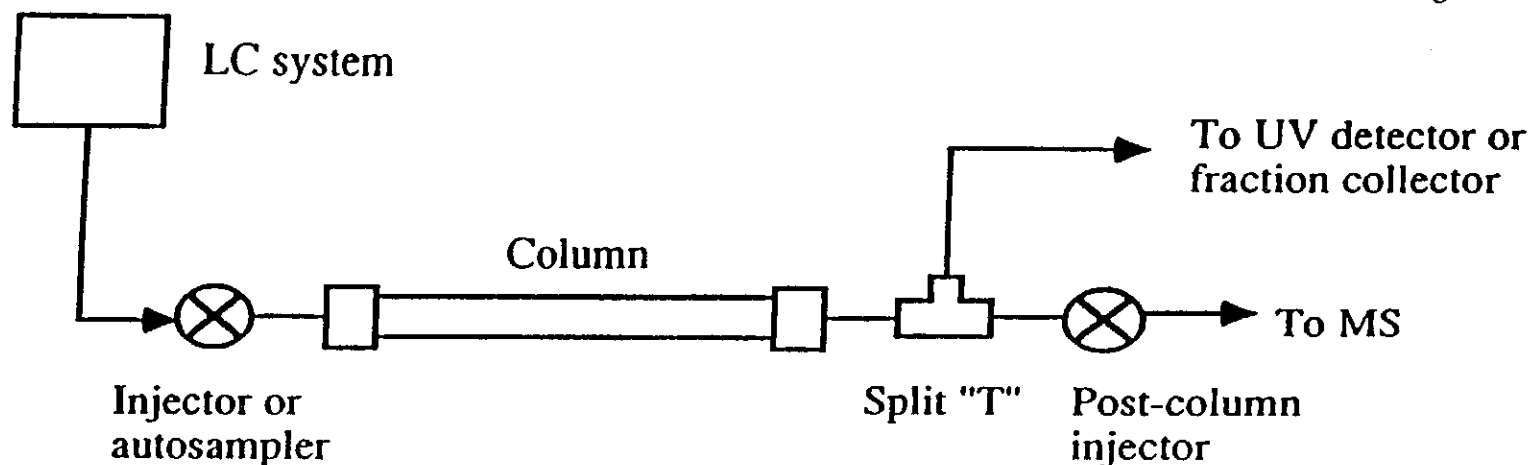 LC system
To UV detector or
fraction collector
Column
To MS
Injector or
autosampler
Split "T"
Post-column
injector